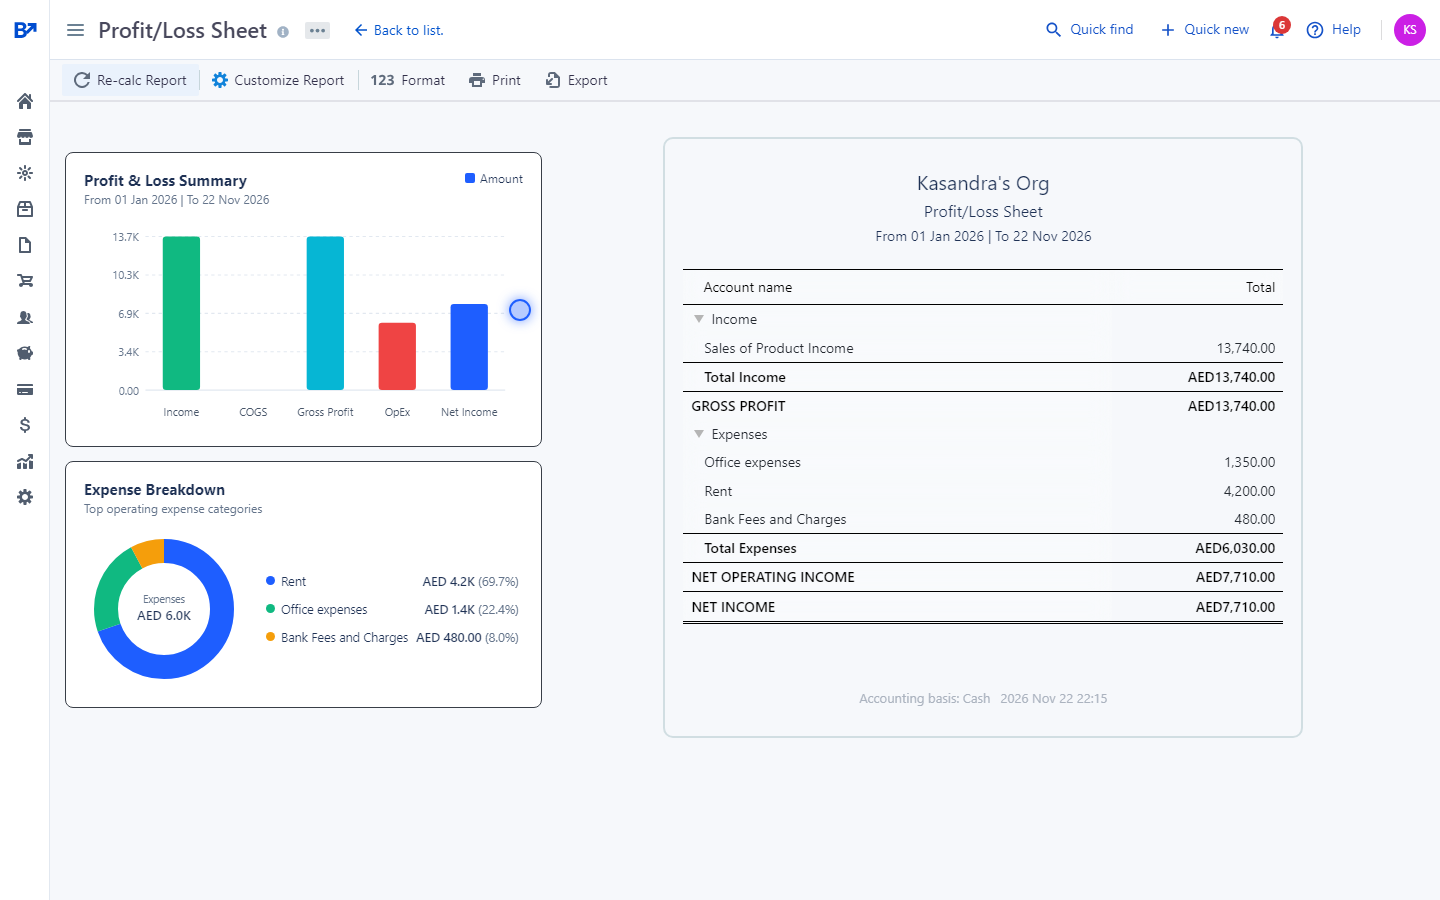 Profit/Loss Sheet
Back to list.
Quick find
Quick new
6
Help
KS
Re-calc Report
Customize Report
123 Format
Print
Export
Profit & Loss Summary
From 01 Jan 2026 | To 22 Nov 2026
Amount
13.7K
10.3K
6.9K
3.4K
0.00
Income
COGS
Gross Profit
OpEx
Net Income
Expense Breakdown
Top operating expense categories
Expenses
AED 6.0K
Rent AED 4.2K (69.7%)
Office expenses AED 1.4K (22.4%)
Bank Fees and Charges AED 480.00 (8.0%)
Kasandra's Org
Profit/Loss Sheet
From 01 Jan 2026 | To 22 Nov 2026
Account name Total
Income
Sales of Product Income 13,740.00
Total Income AED13,740.00
GROSS PROFIT AED13,740.00
Expenses
Office expenses 1,350.00
Rent 4,200.00
Bank Fees and Charges 480.00
Total Expenses AED6,030.00
NET OPERATING INCOME AED7,710.00
NET INCOME AED7,710.00
Accounting basis: Cash 2026 Nov 22 22:15